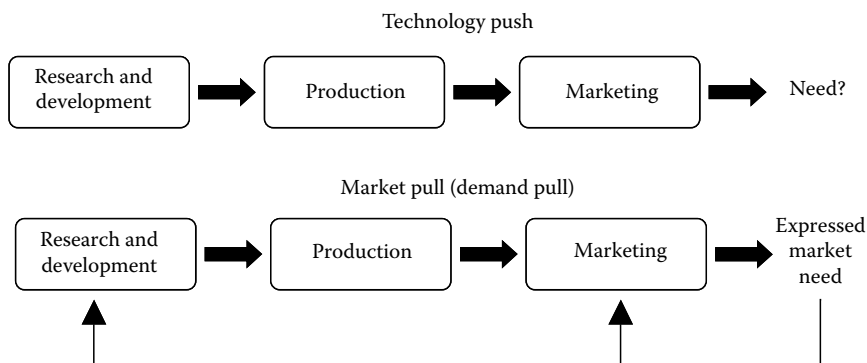 Technology push
Research and
development
Production
Marketing
Need?
Market pull (demand pull)
Research and
development
Production
Marketing
Expressed
market
need